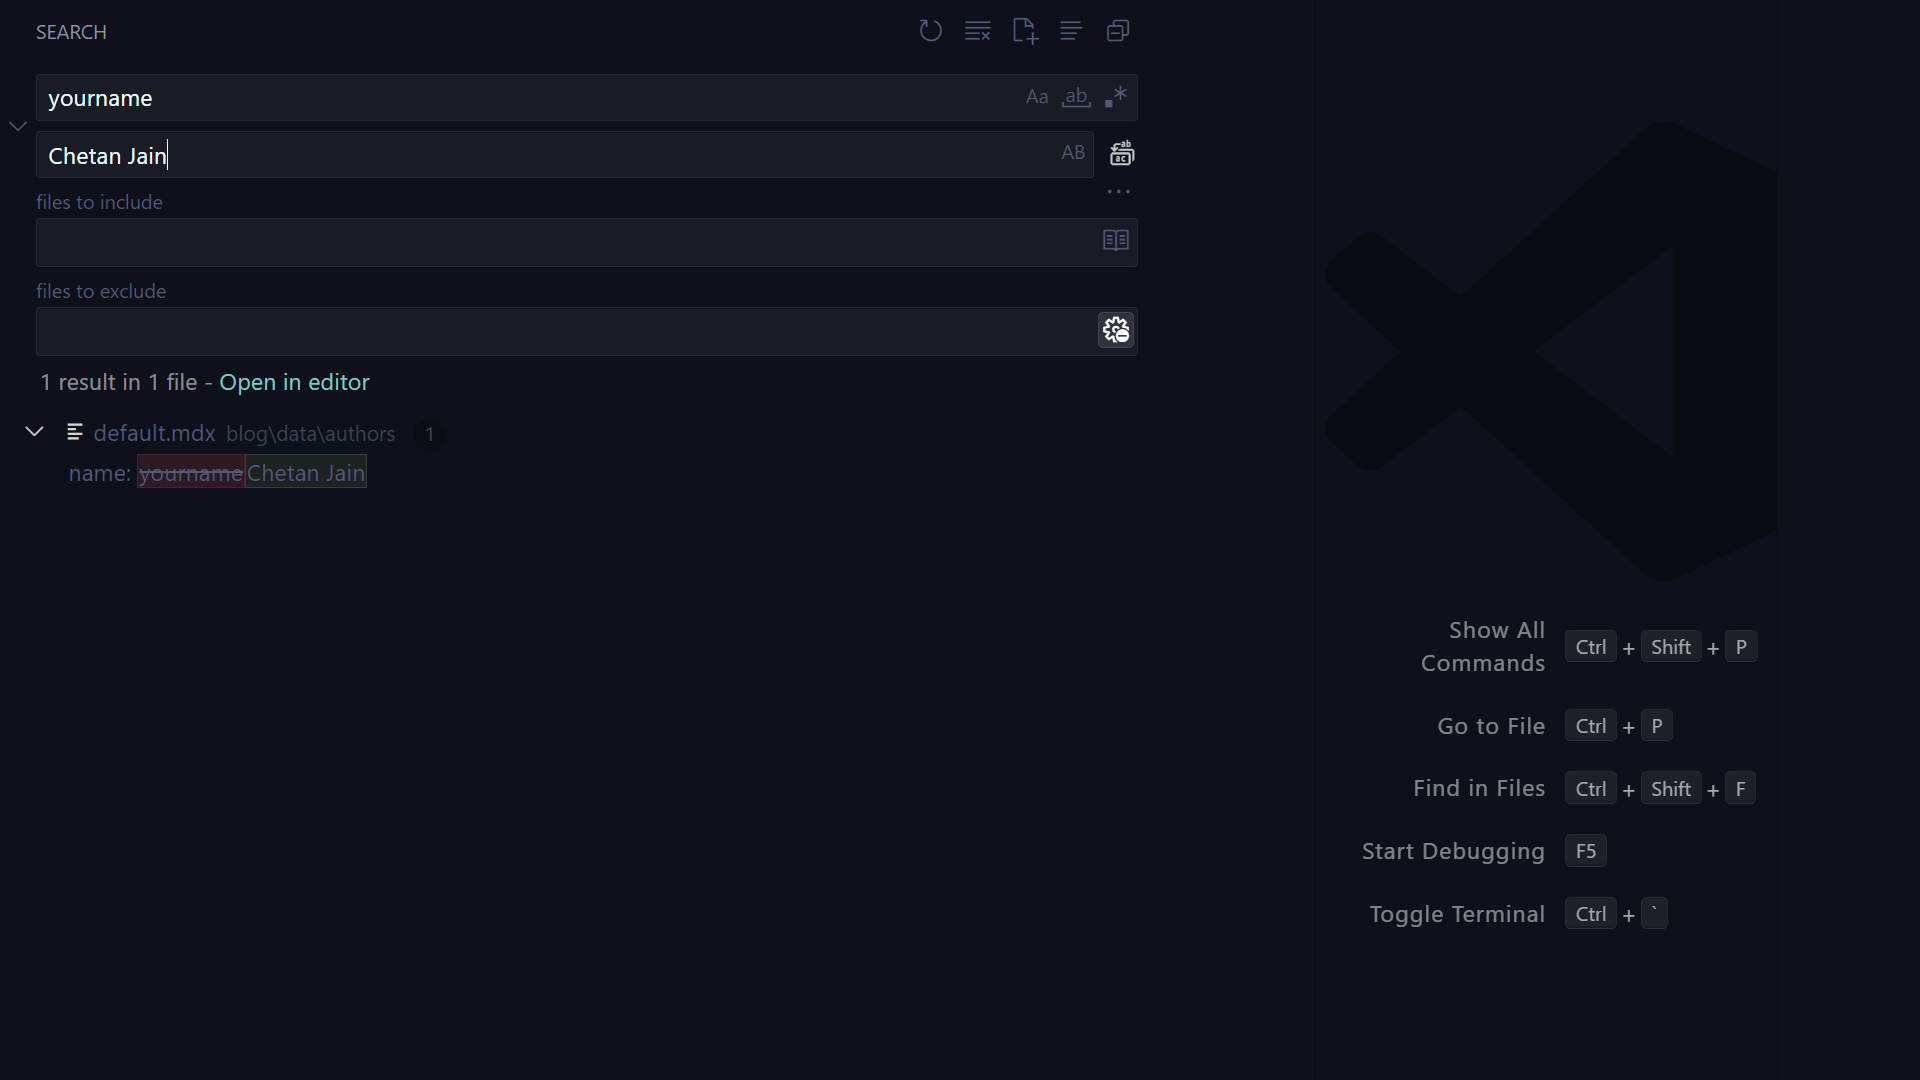 SEARCH
yourname
Aa ab *
Chetan Jain
AB
ab
ac
...
files to include
files to exclude
1 result in 1 file - Open in editor
default.mdx blog\data\authors 1
name: yournameChetan Jain
Show All Commands Ctrl + Shift + P
Go to File Ctrl + P
Find in Files Ctrl + Shift + F
Start Debugging F5
Toggle Terminal Ctrl + `